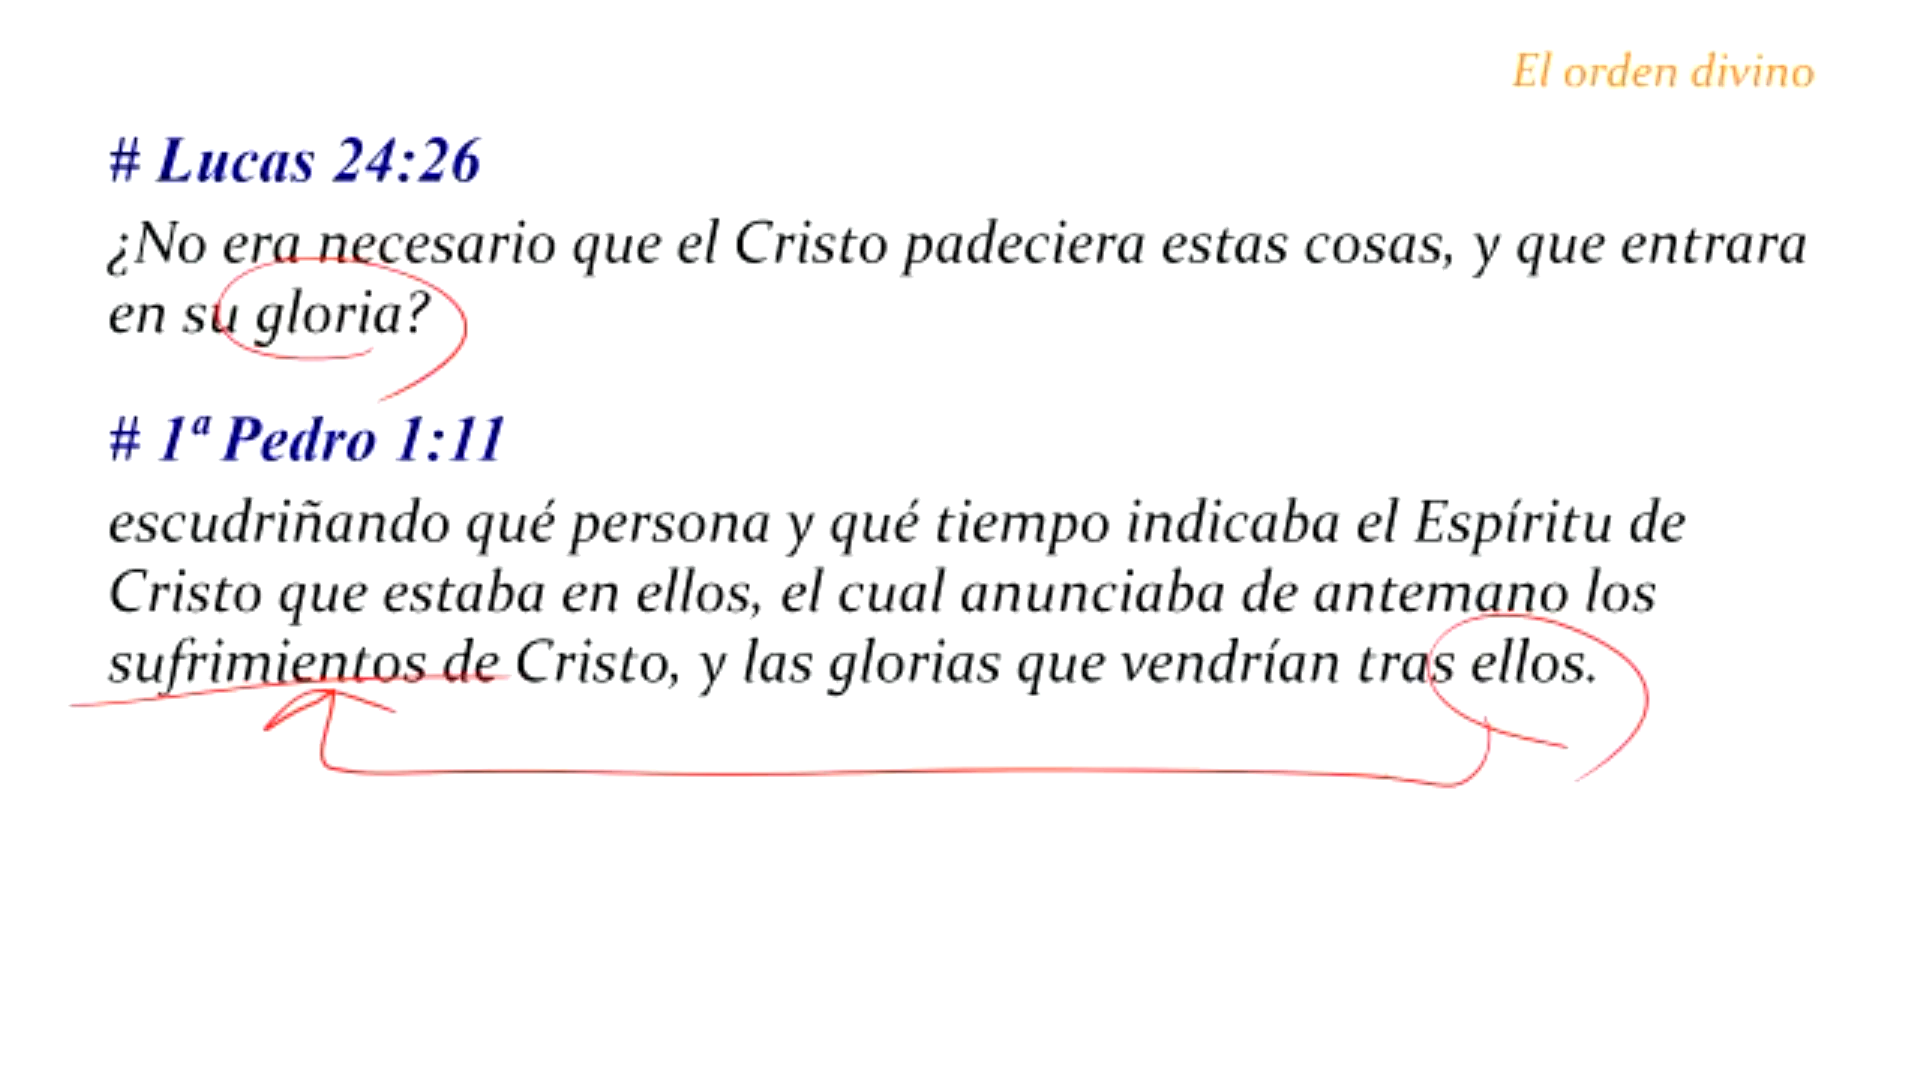 El orden divino
# Lucas 24:26
¿No era necesario que el Cristo padeciera estas cosas, y que entrara
en su gloria?
# 1ª Pedro 1:11
escudriñando qué persona y qué tiempo indicaba el Espíritu de
Cristo que estaba en ellos, el cual anunciaba de antemano los
sufrimientos de Cristo, y las glorias que vendrían tras ellos.